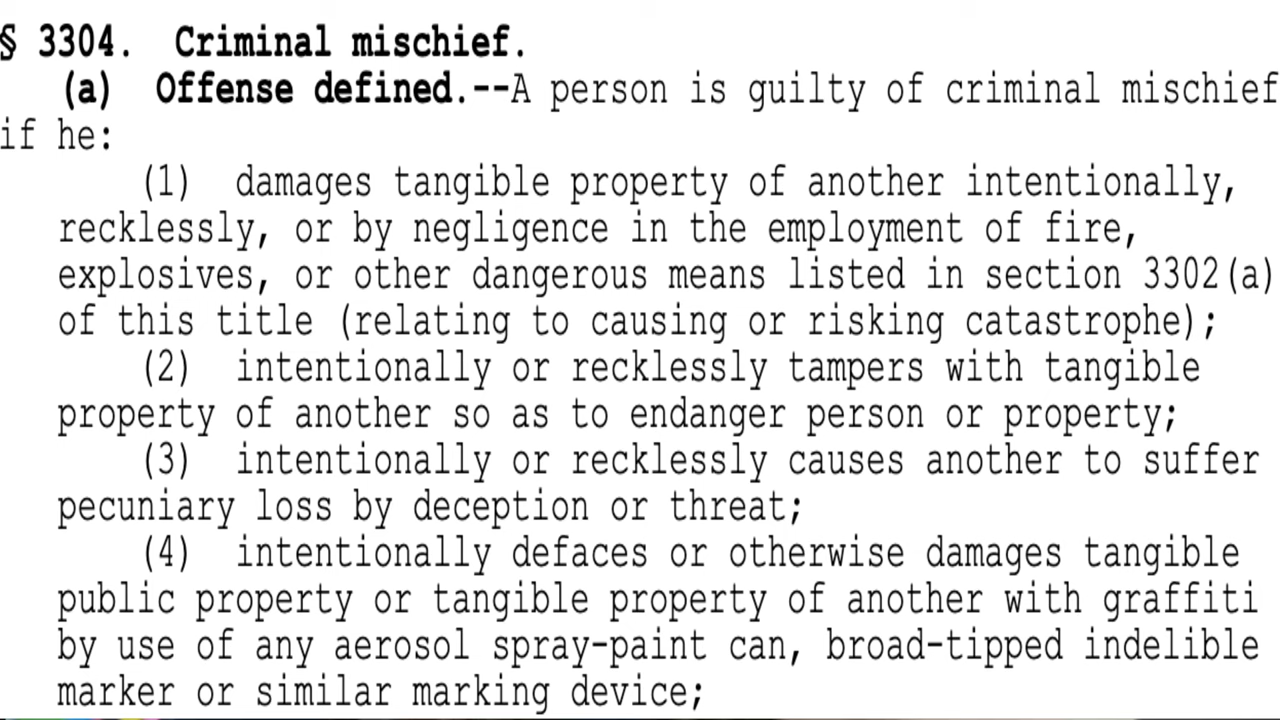 § 3304. Criminal mischief.
(a) Offense defined.--A person is guilty of criminal mischief
if he:
(1) damages tangible property of another intentionally,
recklessly, or by negligence in the employment of fire,
explosives, or other dangerous means listed in section 3302(a)
of this title (relating to causing or risking catastrophe);
(2) intentionally or recklessly tampers with tangible
property of another so as to endanger person or property;
(3) intentionally or recklessly causes another to suffer
pecuniary loss by deception or threat;
(4) intentionally defaces or otherwise damages tangible
public property or tangible property of another with graffiti
by use of any aerosol spray-paint can, broad-tipped indelible
marker or similar marking device;